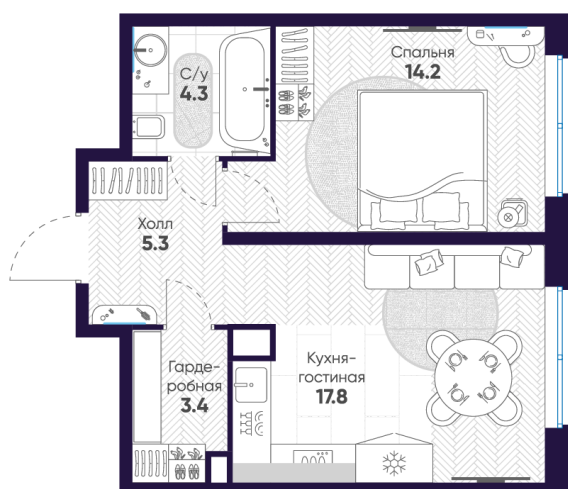 С/у
4.3
Спальня
14.2
Холл
5.3
Гарде-
робная
3.4
Кухня-
гостиная
17.8